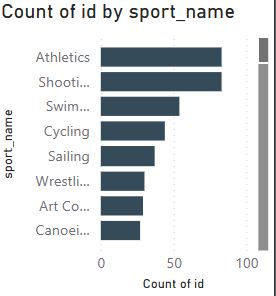 Count of id by sport_name
sport_name
Athletics
Shooti...
Swim...
Cycling
Sailing
Wrestli...
Art Co...
Canoei...
0 50 100
Count of id